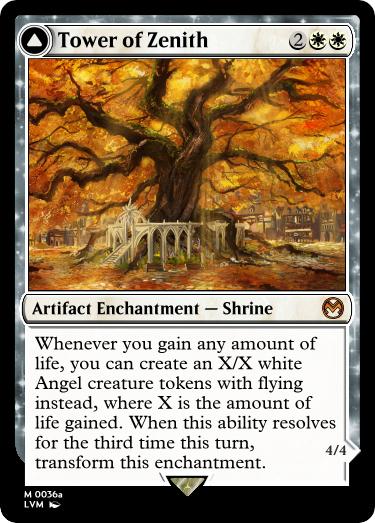 Tower of Zenith 2
Artifact Enchantment — Shrine
Whenever you gain any amount of
life, you can create an X/X white
Angel creature tokens with flying
instead, where X is the amount of
life gained. When this ability resolves
for the third time this turn,
transform this enchantment.
4/4
M 0036a
LVM